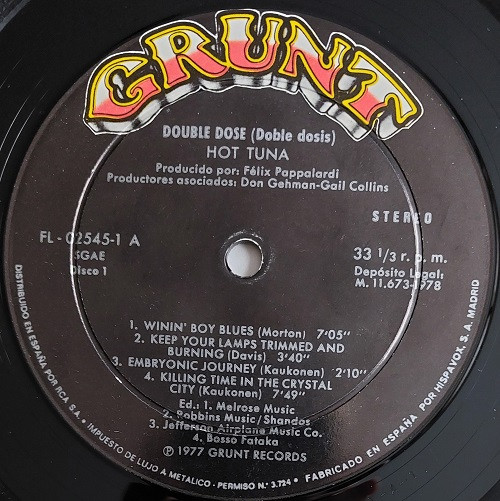 GRUNT
DOUBLE DOSE (Doble dosis)
HOT TUNA
Producido por: Félix Pappalardi
Productores asociados: Don Gehman-Gail Collins
STEREO
FL - 02545-1 A
SGAE
Disco 1
33 1/3 r. p. m.
Depósito Legal:
M. 11.673-1978
1. WININ' BOY BLUES (Morton) 7'05"
2. KEEP YOUR LAMPS TRIMMED AND
BURNING (Davis) 3'40"
3. EMBRYONIC JOURNEY (Kaukonen) 2'10"
4. KILLING TIME IN THE CRYSTAL
CITY (Kaukonen) 7'49"
Ed.: 1. Melrose Music
2. Robbins Music/Shandos
3. Jefferson Airplane Music Co.
4. Bosso Fataka
℗ 1977 GRUNT RECORDS
DISTRIBUIDO EN ESPAÑA POR RCA S. A. • IMPUESTO DE LUJO A METALICO - PERMISO N.º 3.724 • FABRICADO EN ESPAÑA POR HISPAVOX, S. A. MADRID